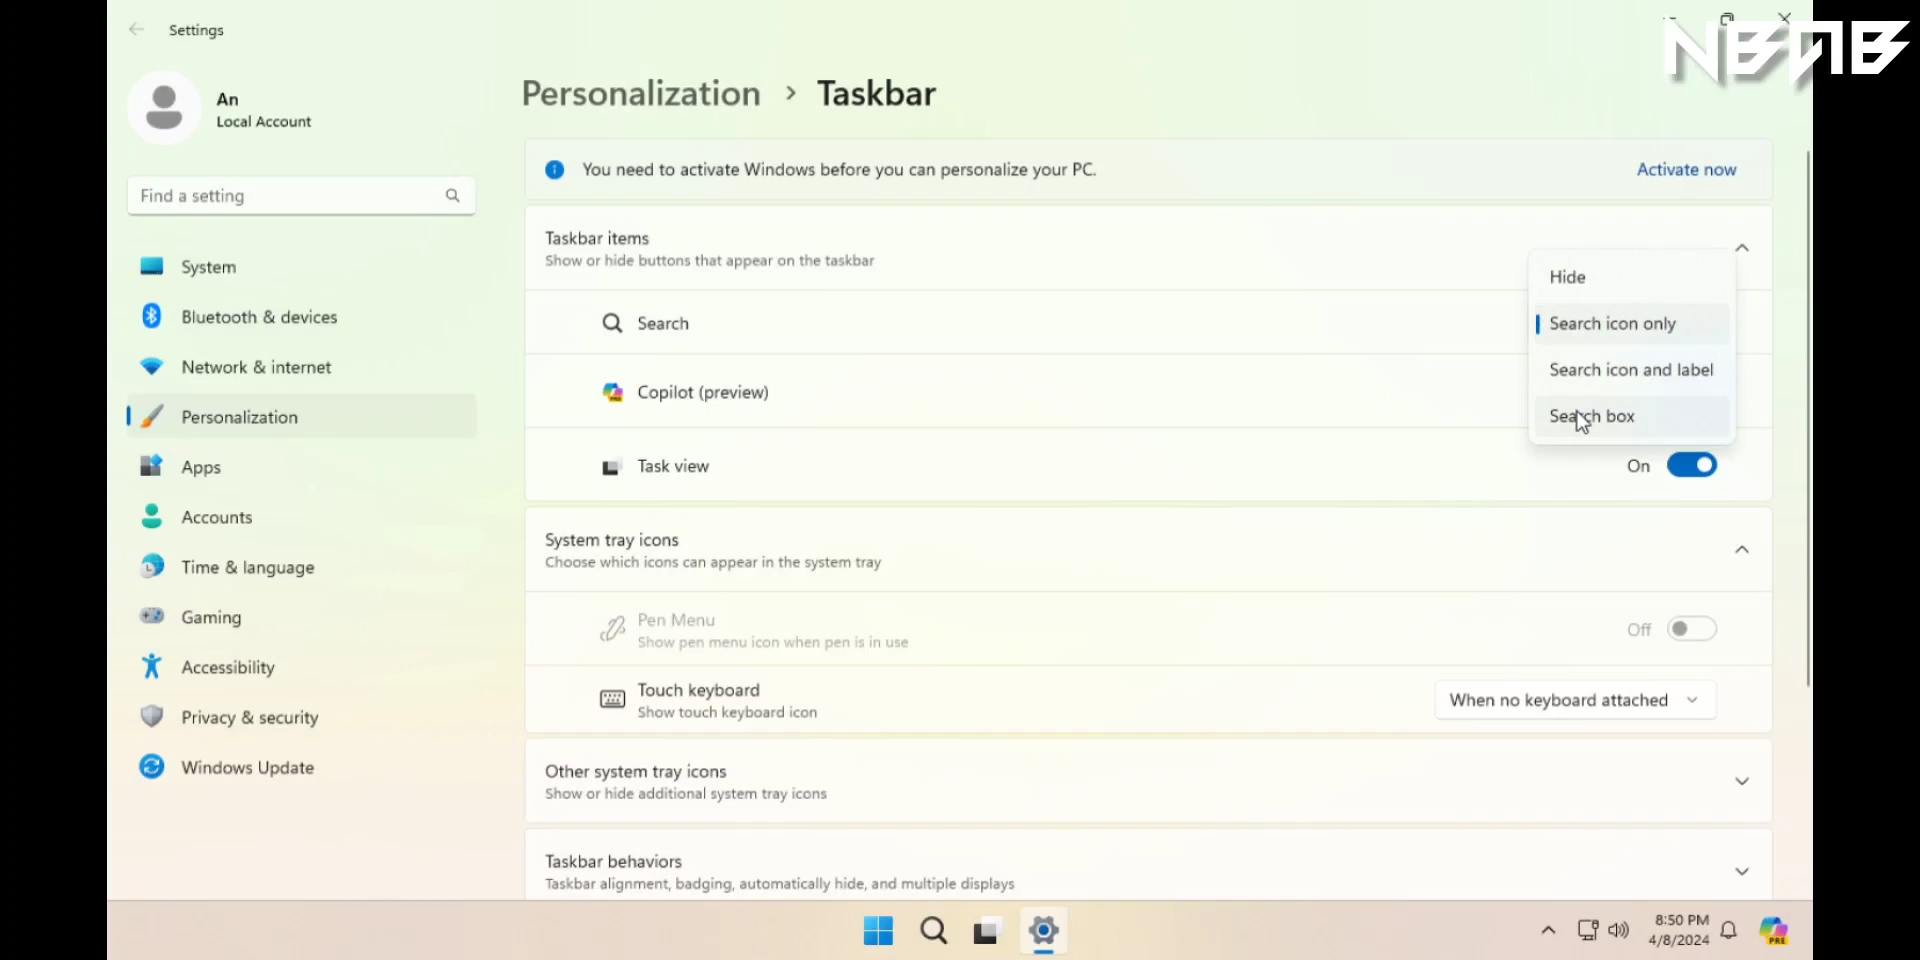 Settings
NBAB
An
Local Account
Find a setting
System
Bluetooth & devices
Network & internet
Personalization
Apps
Accounts
Time & language
Gaming
Accessibility
Privacy & security
Windows Update
Personalization > Taskbar
You need to activate Windows before you can personalize your PC.
Activate now
Taskbar items
Show or hide buttons that appear on the taskbar
Search
Hide
Search icon only
Search icon and label
Search box
Copilot (preview)
Task view
On
System tray icons
Choose which icons can appear in the system tray
Pen Menu
Show pen menu icon when pen is in use
Off
Touch keyboard
Show touch keyboard icon
When no keyboard attached
Other system tray icons
Show or hide additional system tray icons
Taskbar behaviors
Taskbar alignment, badging, automatically hide, and multiple displays
8:50 PM
4/8/2024
PRE